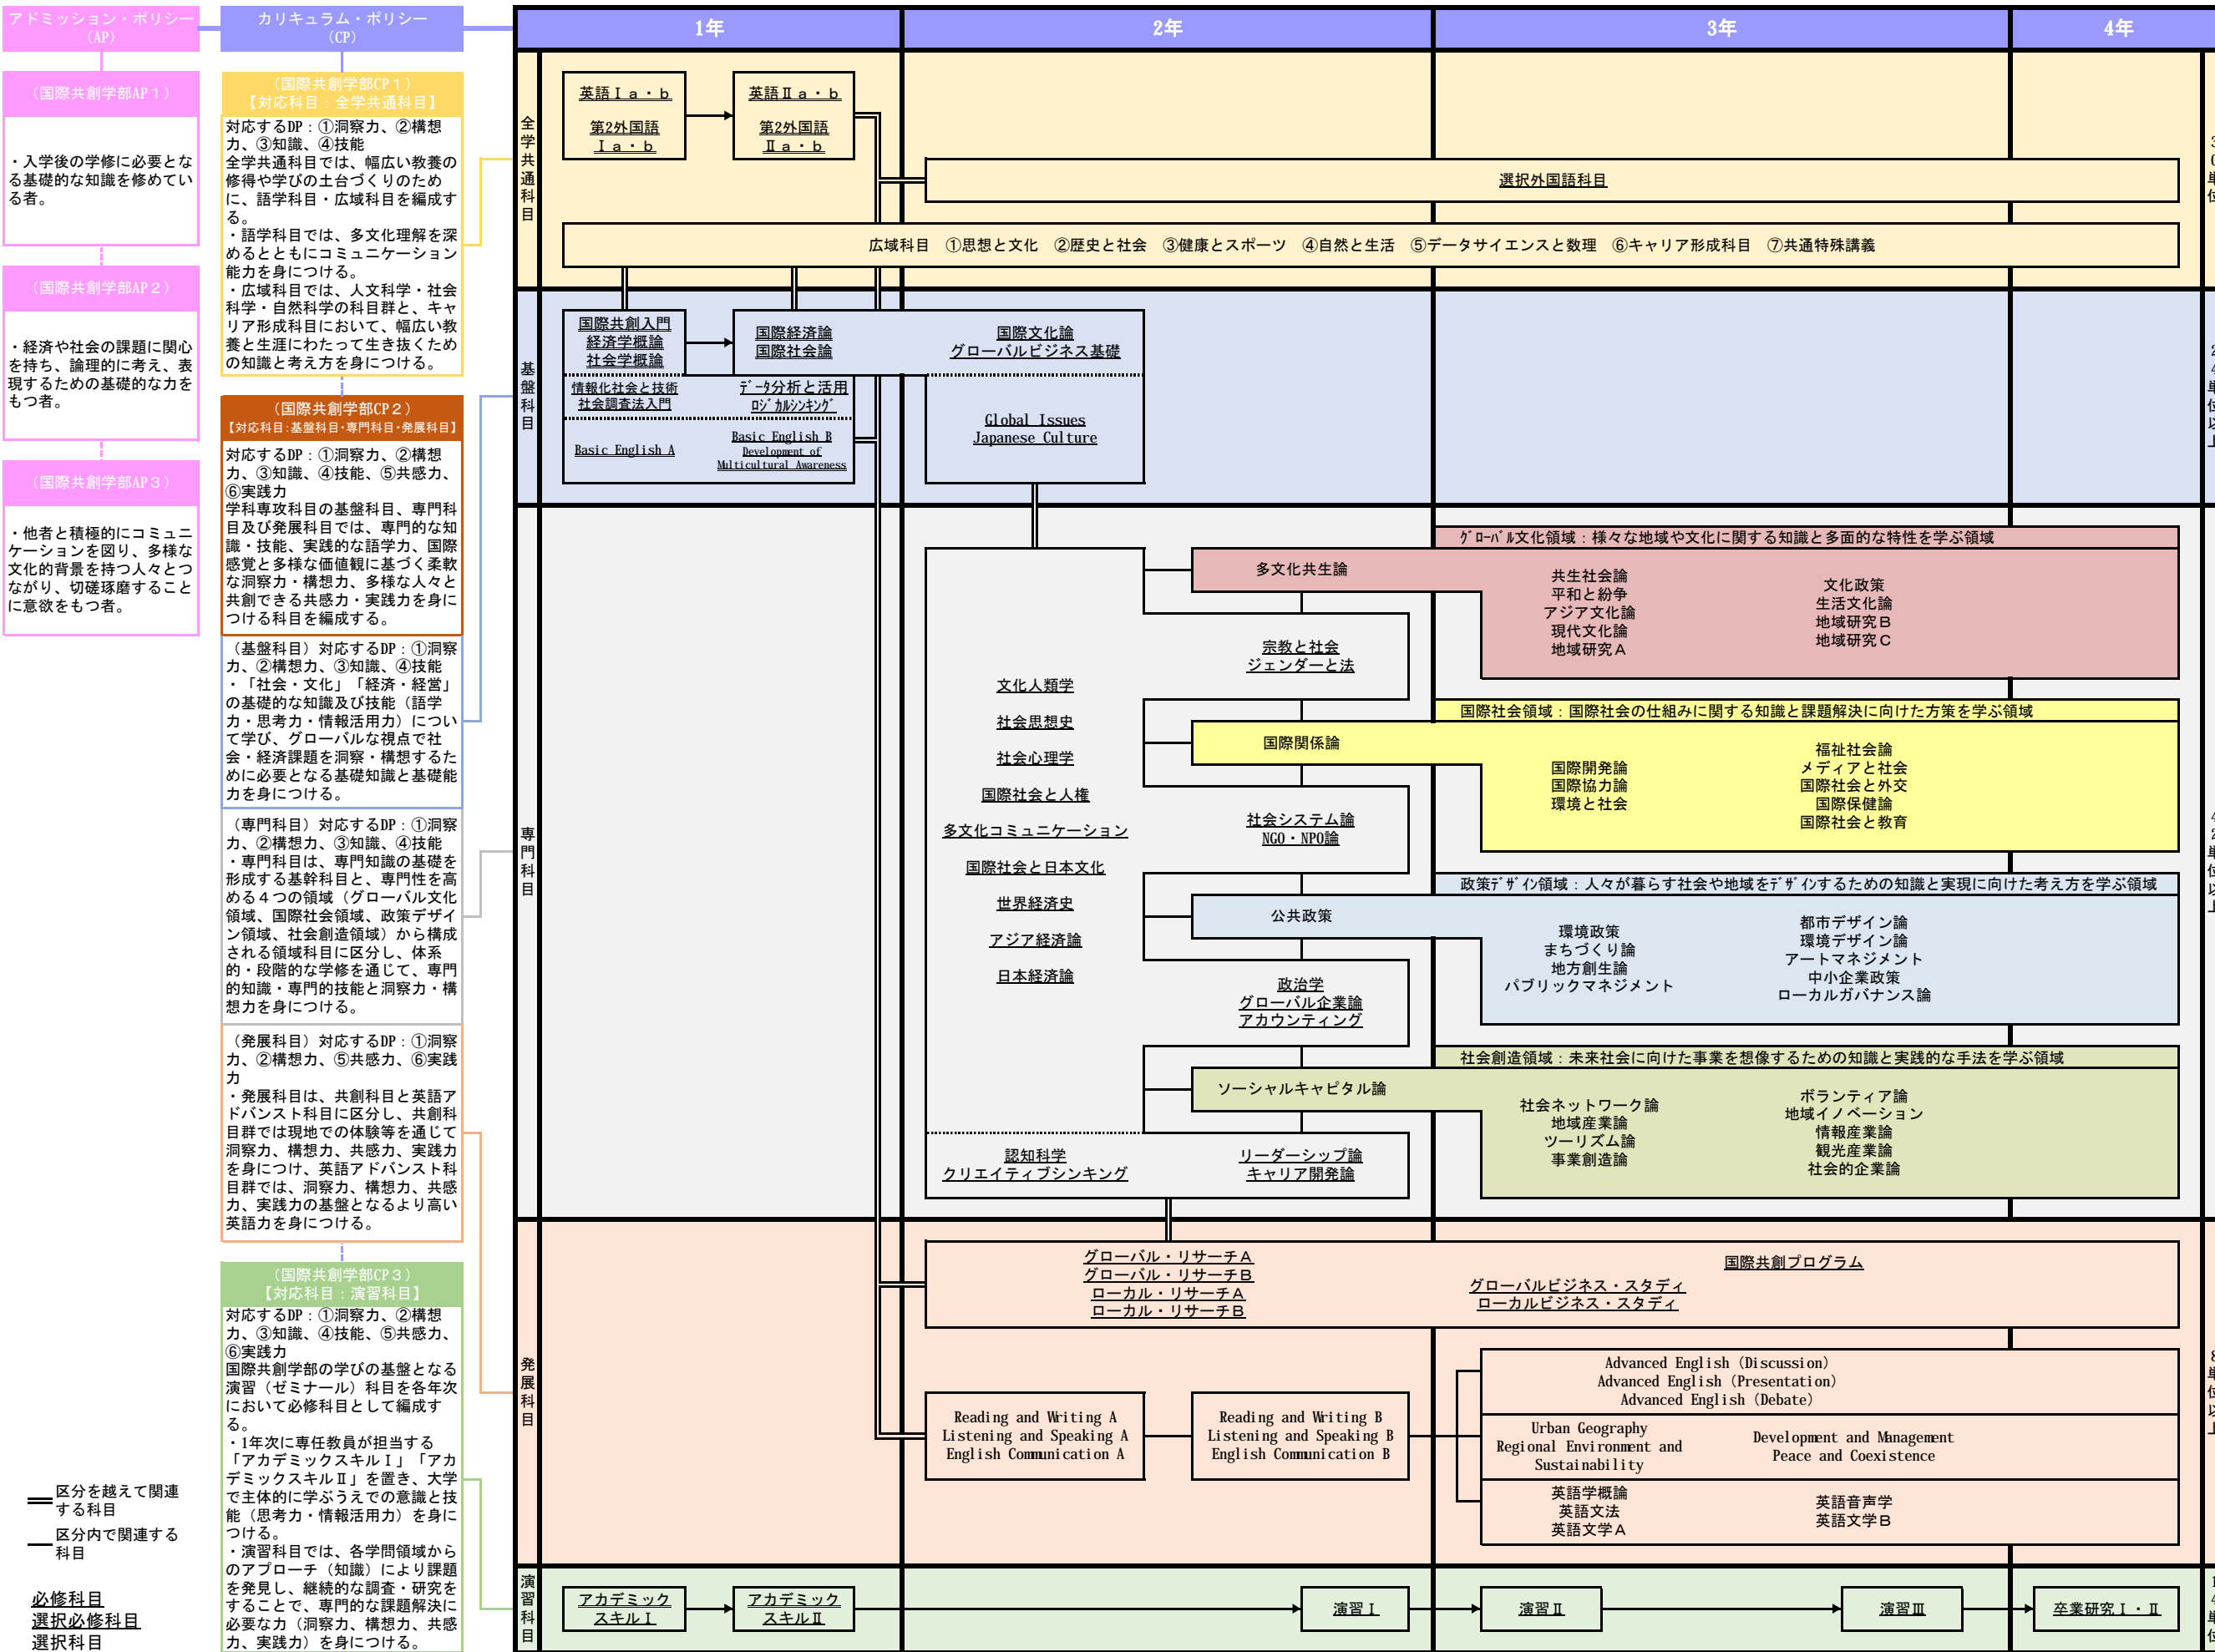 アドミッション・ポリシー
（AP）
（国際共創学部AP１）
・入学後の学修に必要とな
る基礎的な知識を修めてい
る者。
（国際共創学部AP２）
・経済や社会の課題に関心
を持ち、論理的に考え、表
現するための基礎的な力を
もつ者。
（国際共創学部AP３）
・他者と積極的にコミュニ
ケーションを図り、多様な
文化的背景を持つ人々とつ
ながり、切磋琢磨すること
に意欲をもつ者。
区分を越えて関連
する科目
区分内で関連する
科目
必修科目
選択必修科目
選択科目
カリキュラム・ポリシー
（CP）
（国際共創学部CP１）
【対応科目：全学共通科目】
対応するDP：①洞察力、②構想
力、③知識、④技能
全学共通科目では、幅広い教養の
修得や学びの土台づくりのため
に、語学科目・広域科目を編成す
る。
・語学科目では、多文化理解を深
めるとともにコミュニケーション
能力を身につける。
・広域科目では、人文科学・社会
科学・自然科学の科目群と、キャ
リア形成科目において、幅広い教
養と生涯にわたって生き抜くため
の知識と考え方を身につける。
（国際共創学部CP２）
【対応科目：基盤科目・専門科目・発展科目】
対応するDP：①洞察力、②構想
力、③知識、④技能、⑤共感力、
⑥実践力
学科専攻科目の基盤科目、専門科
目及び発展科目では、専門的な知
識・技能、実践的な語学力、国際
感覚と多様な価値観に基づく柔軟
な洞察力・構想力、多様な人々と
共創できる共感力・実践力を身に
つける科目を編成する。
（基盤科目）対応するDP：①洞察
力、②構想力、③知識、④技能
・「社会・文化」「経済・経営」
の基礎的な知識及び技能（語学
力・思考力・情報活用力）につい
て学び、グローバルな視点で社
会・経済課題を洞察・構想するた
めに必要となる基礎知識と基礎能
力を身につける。
（専門科目）対応するDP：①洞察
力、②構想力、③知識、④技能
・専門科目は、専門知識の基礎を
形成する基幹科目と、専門性を高
める４つの領域（グローバル文化
領域、国際社会領域、政策デザイ
ン領域、社会創造領域）から構成
される領域科目に区分し、体系
的・段階的な学修を通じて、専門
的知識・専門的技能と洞察力・構
想力を身につける。
（発展科目）対応するDP：①洞察
力、②構想力、⑤共感力、⑥実践
力
・発展科目は、共創科目と英語ア
ドバンスト科目に区分し、共創科
目群では現地での体験等を通じて
洞察力、構想力、共感力、実践力
を身につけ、英語アドバンスト科
目群では、洞察力、構想力、共感
力、実践力の基盤となるより高い
英語力を身につける。
（国際共創学部CP３）
【対応科目：演習科目】
対応するDP：①洞察力、②構想
力、③知識、④技能、⑤共感力、
⑥実践力
国際共創学部の学びの基盤となる
演習（ゼミナール）科目を各年次
において必修科目として編成す
る。
・1年次に専任教員が担当する
「アカデミックスキルⅠ」「アカ
デミックスキルⅡ」を置き、大学
で主体的に学ぶうえでの意識と技
能（思考力・情報活用力）を身に
つける。
・演習科目では、各学問領域から
のアプローチ（知識）により課題
を発見し、継続的な調査・研究を
することで、専門的な課題解決に
必要な力（洞察力、構想力、共感
力、実践力）を身につける。
1年 2年 3年 4年
全学共通科目
英語Ⅰａ・ｂ
第2外国語
Ⅰａ・ｂ
英語Ⅱａ・ｂ
第2外国語
Ⅱａ・ｂ
選択外国語科目
広域科目　①思想と文化　②歴史と社会　③健康とスポーツ　④自然と生活　⑤データサイエンスと数理　⑥キャリア形成科目　⑦共通特殊講義
基盤科目
国際共創入門
経済学概論
社会学概論
情報化社会と技術
社会調査法入門
Basic English A
国際経済論
国際社会論
ﾃﾞｰﾀ分析と活用
ﾛｼﾞｶﾙｼﾝｷﾝｸﾞ
Basic English B
Development of
Multicultural Awareness
国際文化論
グローバルビジネス基礎
Global Issues
Japanese Culture
専門科目
文化人類学
社会思想史
社会心理学
国際社会と人権
多文化コミュニケーション
国際社会と日本文化
世界経済史
アジア経済論
日本経済論
認知科学
クリエイティブシンキング
多文化共生論
宗教と社会
ジェンダーと法
国際関係論
社会システム論
NGO・NPO論
公共政策
政治学
グローバル企業論
アカウンティング
ソーシャルキャピタル論
リーダーシップ論
キャリア開発論
ｸﾞﾛｰﾊﾞﾙ文化領域：様々な地域や文化に関する知識と多面的な特性を学ぶ領域
共生社会論
平和と紛争
アジア文化論
現代文化論
地域研究Ａ
文化政策
生活文化論
地域研究Ｂ
地域研究Ｃ
国際社会領域：国際社会の仕組みに関する知識と課題解決に向けた方策を学ぶ領域
国際開発論
国際協力論
環境と社会
福祉社会論
メディアと社会
国際社会と外交
国際保健論
国際社会と教育
政策ﾃﾞｻﾞｲﾝ領域：人々が暮らす社会や地域をﾃﾞｻﾞｲﾝするための知識と実現に向けた考え方を学ぶ領域
環境政策
まちづくり論
地方創生論
パブリックマネジメント
都市デザイン論
環境デザイン論
アートマネジメント
中小企業政策
ローカルガバナンス論
社会創造領域：未来社会に向けた事業を想像するための知識と実践的な手法を学ぶ領域
社会ネットワーク論
地域産業論
ツーリズム論
事業創造論
ボランティア論
地域イノベーション
情報産業論
観光産業論
社会的企業論
発展科目
グローバル・リサーチＡ
グローバル・リサーチＢ
ローカル・リサーチＡ
ローカル・リサーチＢ
国際共創プログラム
グローバルビジネス・スタディ
ローカルビジネス・スタディ
Reading and Writing A
Listening and Speaking A
English Communication A
Reading and Writing B
Listening and Speaking B
English Communication B
Advanced English (Discussion)
Advanced English (Presentation)
Advanced English (Debate)
Urban Geography
Regional Environment and
Sustainability
Development and Management
Peace and Coexistence
英語学概論
英語文法
英語文学Ａ
英語音声学
英語文学Ｂ
演習科目
アカデミック
スキルⅠ
アカデミック
スキルⅡ
演習Ⅰ
演習Ⅱ
演習Ⅲ
卒業研究Ⅰ・Ⅱ